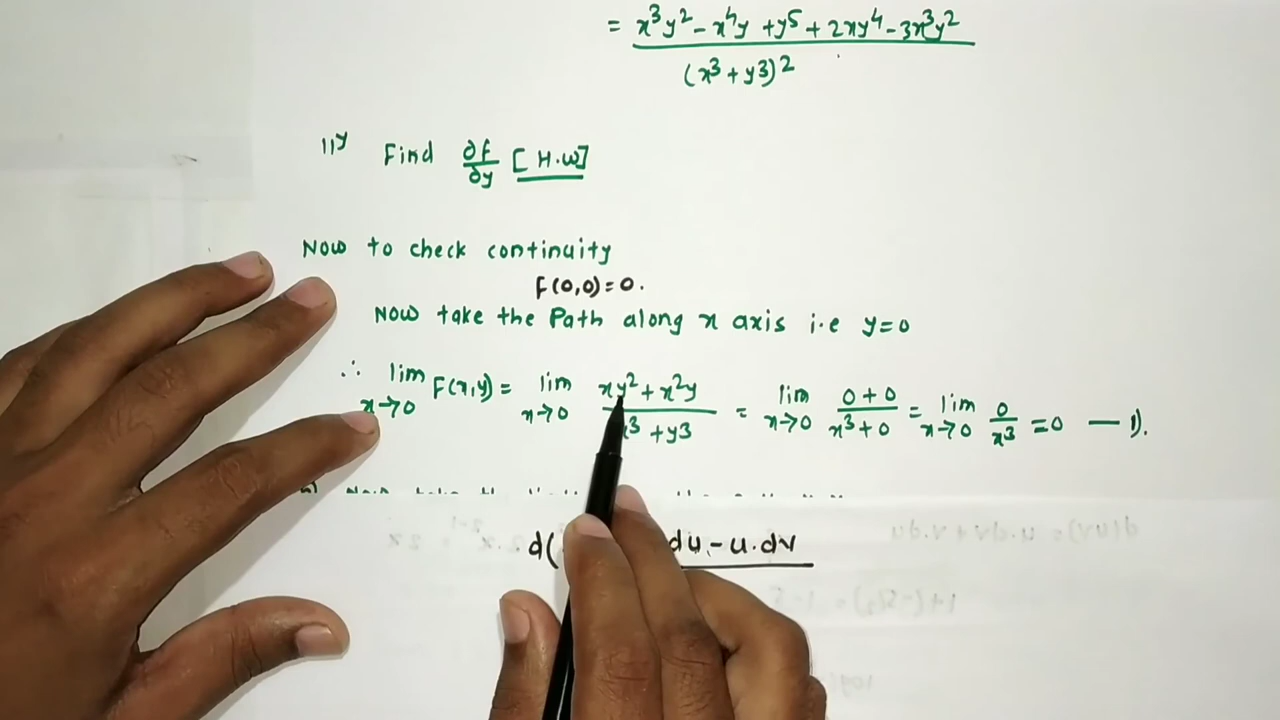 = x³y² - x⁴y + y⁵ + 2xy⁴ - 3x³y²
(x³ + y3)²
11ʸ Find ∂F/∂y [H.W]
Now to check continuity
F(0,0)=0.
Now take the Path along x axis i.e y=0
∴ lim x→0 F(x,y) = lim x→0 xy² + x²y / x³ + y3 = lim x→0 0+0 / x³+0 = lim x→0 0/x³ = 0 — 1).
d( du - u.dv